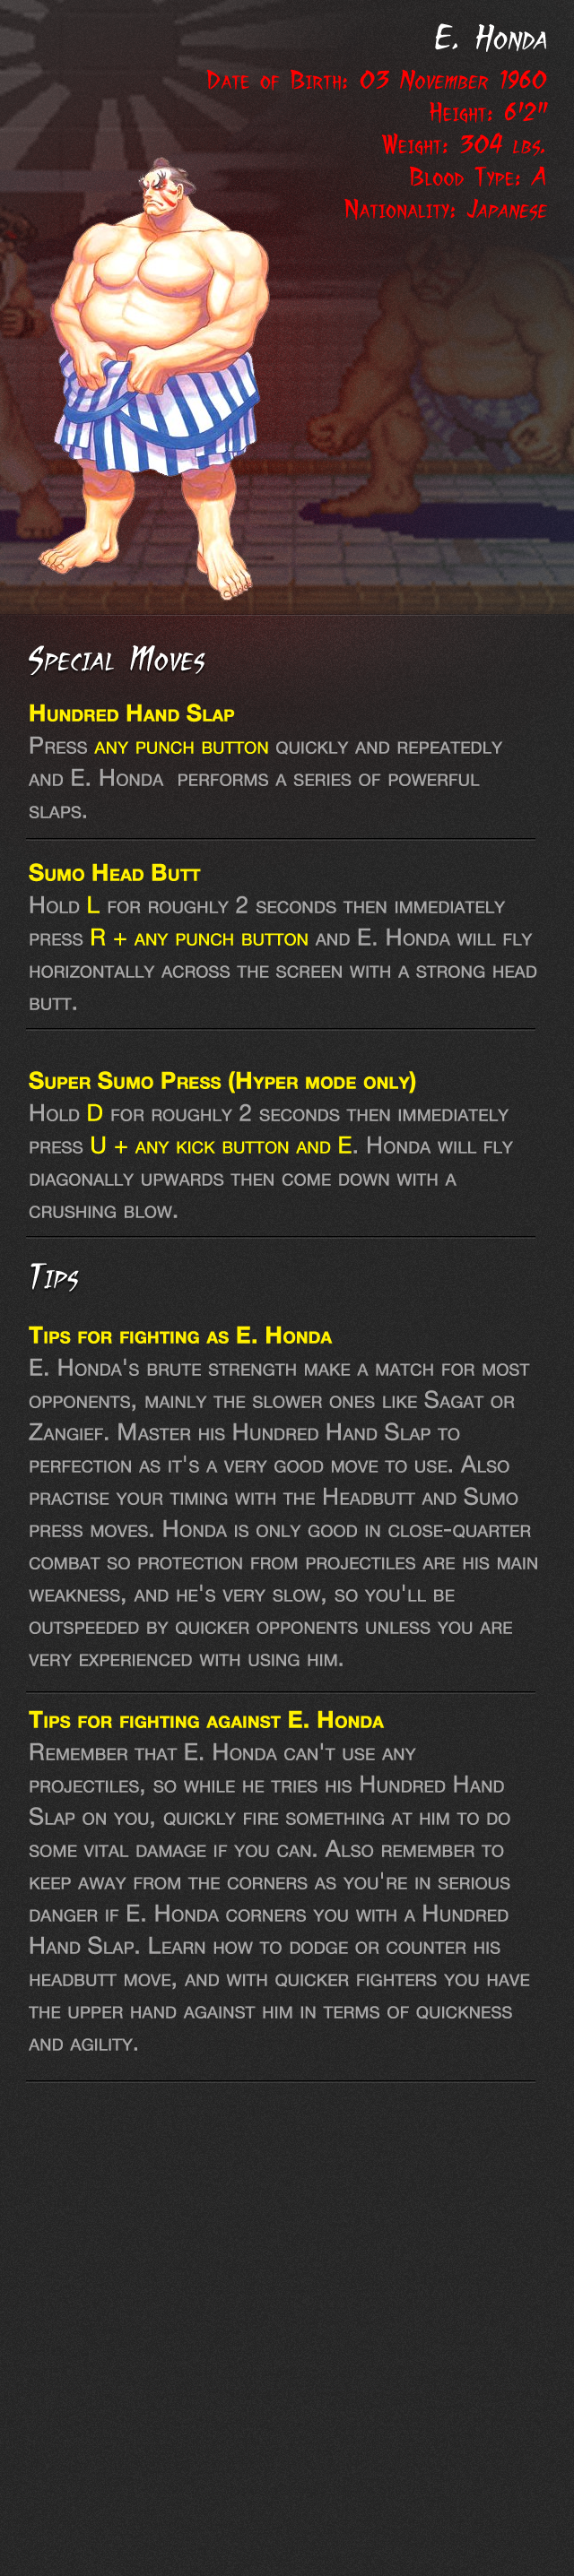 E. Honda
Date of Birth: 03 November 1960
Height: 6'2"
Weight: 304 lbs.
Blood Type: A
Nationality: Japanese
Special Moves
Hundred Hand Slap
Press any punch button quickly and repeatedly
and E. Honda  performs a series of powerful
slaps.
Sumo Head Butt
Hold L for roughly 2 seconds then immediately
press R + any punch button and E. Honda will fly
horizontally across the screen with a strong head
butt.
Super Sumo Press (Hyper mode only)
Hold D for roughly 2 seconds then immediately
press U + any kick button and E. Honda will fly
diagonally upwards then come down with a
crushing blow.
Tips
Tips for fighting as E. Honda
E. Honda's brute strength make a match for most
opponents, mainly the slower ones like Sagat or
Zangief. Master his Hundred Hand Slap to
perfection as it's a very good move to use. Also
practise your timing with the Headbutt and Sumo
press moves. Honda is only good in close-quarter
combat so protection from projectiles are his main
weakness, and he's very slow, so you'll be
outspeeded by quicker opponents unless you are
very experienced with using him.
Tips for fighting against E. Honda
Remember that E. Honda can't use any
projectiles, so while he tries his Hundred Hand
Slap on you, quickly fire something at him to do
some vital damage if you can. Also remember to
keep away from the corners as you're in serious
danger if E. Honda corners you with a Hundred
Hand Slap. Learn how to dodge or counter his
headbutt move, and with quicker fighters you have
the upper hand against him in terms of quickness
and agility.